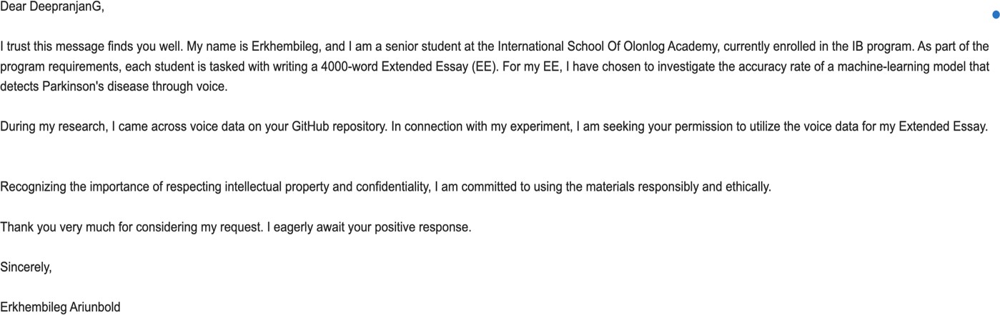 Dear DeepranjanG,
I trust this message finds you well. My name is Erkhembileg, and I am a senior student at the International School Of Olonlog Academy, currently enrolled in the IB program. As part of the
program requirements, each student is tasked with writing a 4000-word Extended Essay (EE). For my EE, I have chosen to investigate the accuracy rate of a machine-learning model that
detects Parkinson's disease through voice.
During my research, I came across voice data on your GitHub repository. In connection with my experiment, I am seeking your permission to utilize the voice data for my Extended Essay.
Recognizing the importance of respecting intellectual property and confidentiality, I am committed to using the materials responsibly and ethically.
Thank you very much for considering my request. I eagerly await your positive response.
Sincerely,
Erkhembileg Ariunbold